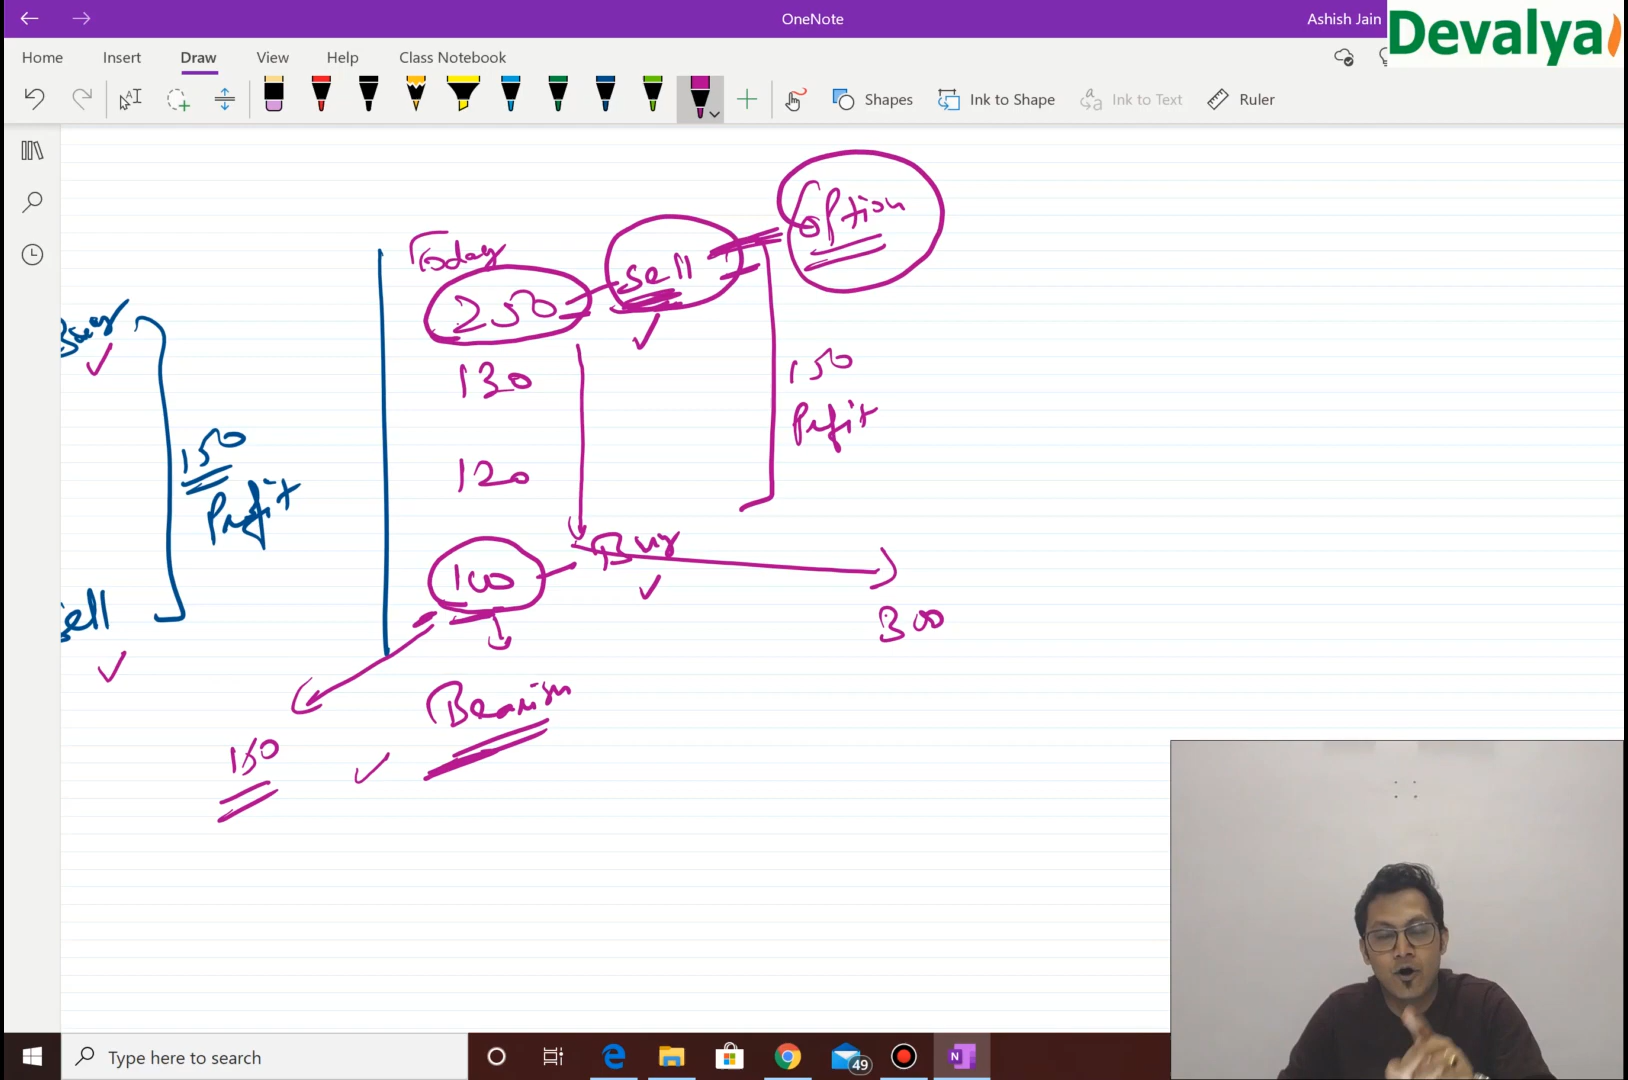 OneNote
Ashish Jain
Devalya
Home Insert Draw View Help Class Notebook
Shapes Ink to Shape Ink to Text Ruler
option
Today
sell
250
130
150
Profit
120
Buy
100
300
Bearish
150
Buy
150
Profit
sell
Type here to search
49
N